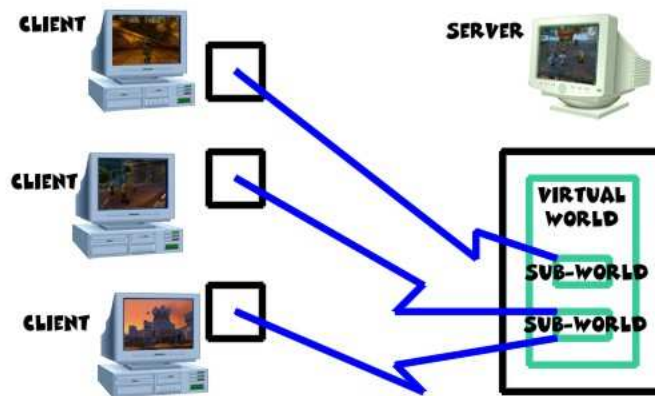 CLIENT
SERVER
CLIENT
VIRTUAL
WORLD
SUB-WORLD
CLIENT
SUB-WORLD